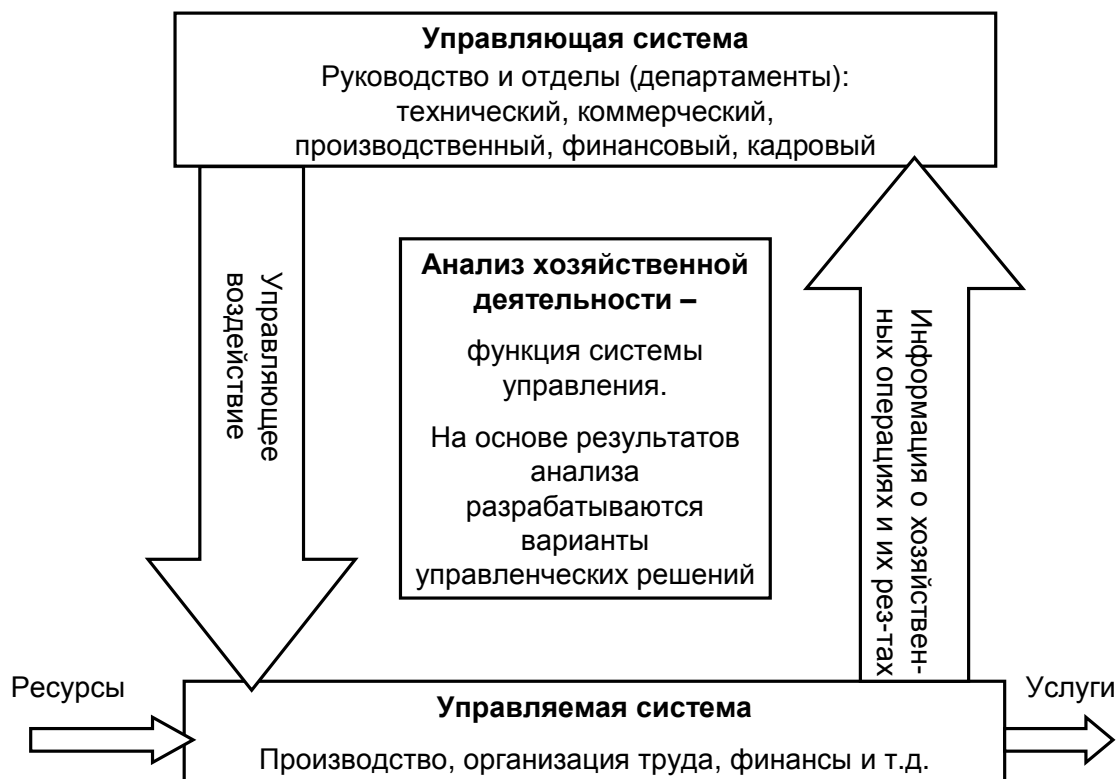 Управляющая система
Руководство и отделы (департаменты):
технический, коммерческий,
производственный, финансовый, кадровый
Управляющее
воздействие
Анализ хозяйственной
деятельности –
функция системы
управления.
На основе результатов
анализа
разрабатываются
варианты
управленческих решений
Информация о хозяйствен-
ных операциях и их рез-тах
Ресурсы
Услуги
Управляемая система
Производство, организация труда, финансы и т.д.